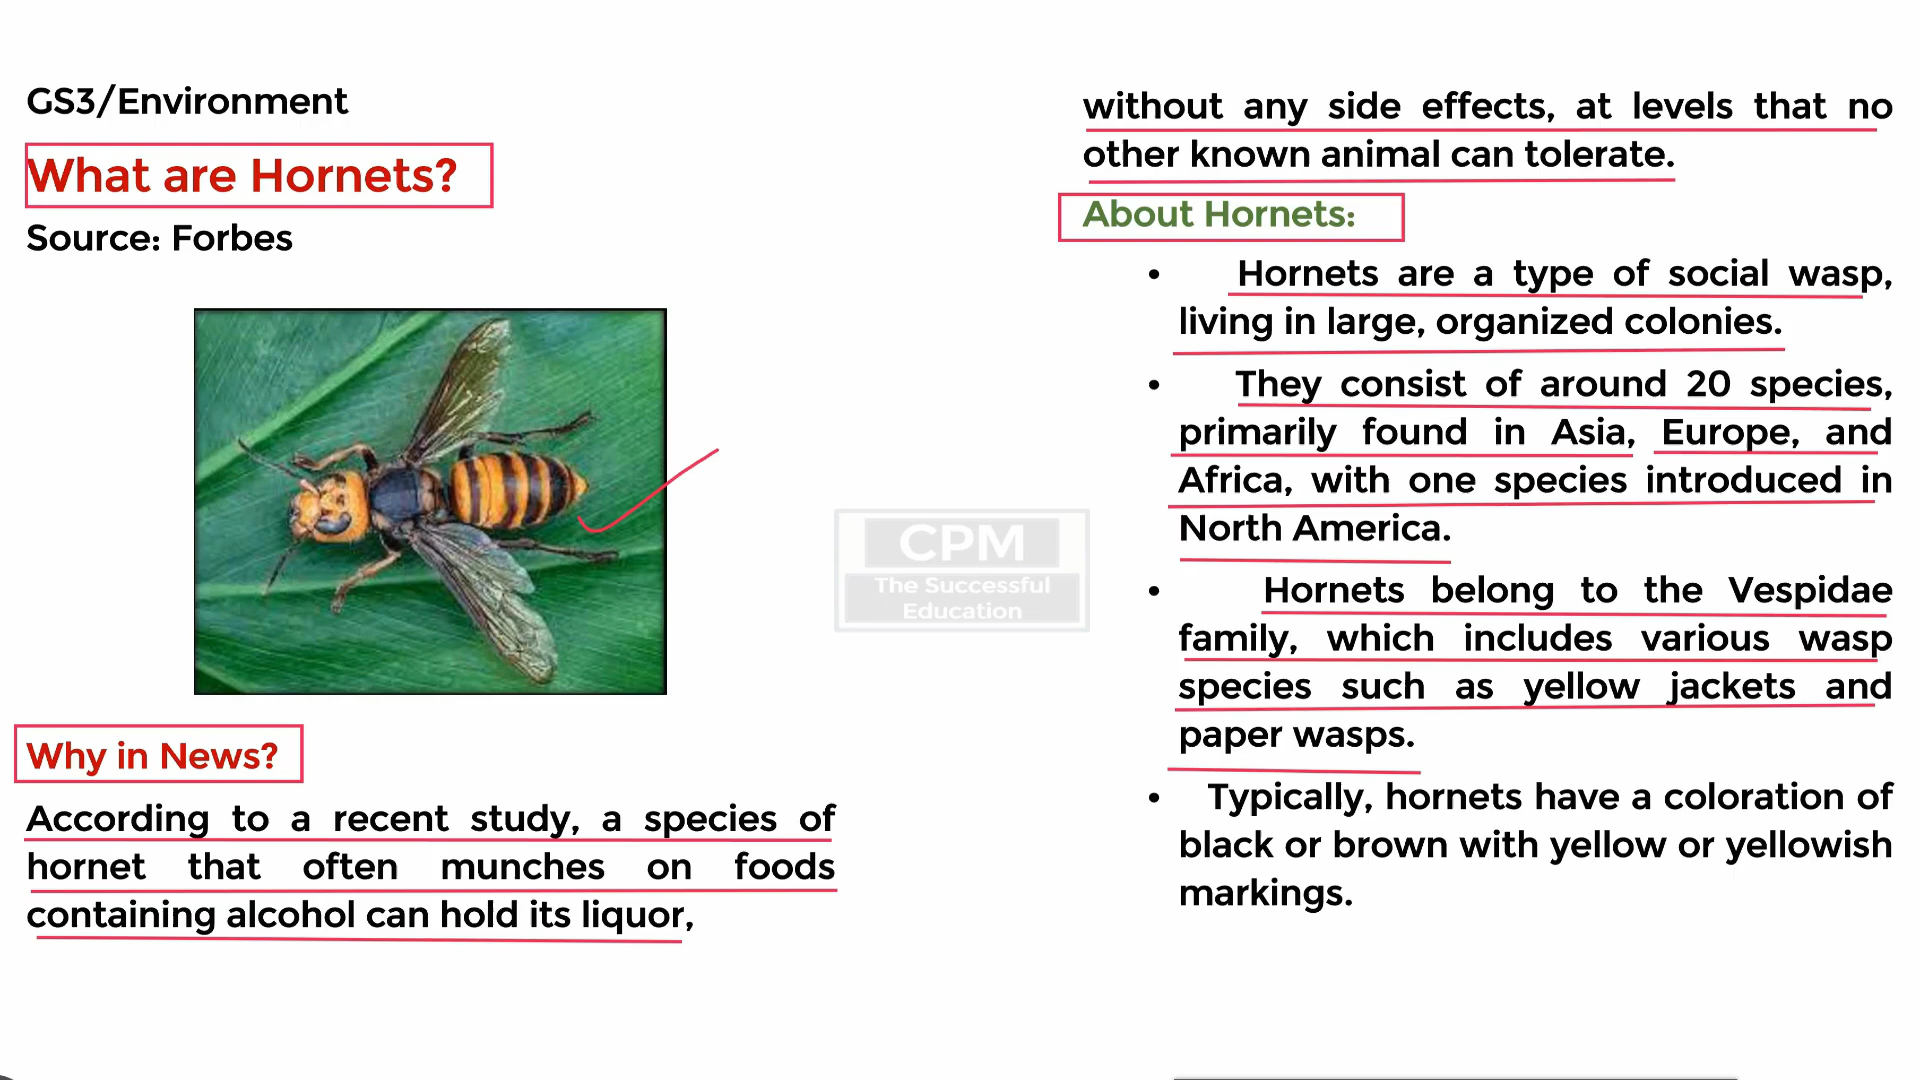 GS3/Environment
What are Hornets?
Source: Forbes
Why in News?
According to a recent study, a species of
hornet that often munches on foods
containing alcohol can hold its liquor,
CPM
The Successful
Education
without any side effects, at levels that no
other known animal can tolerate.
About Hornets:
• Hornets are a type of social wasp,
living in large, organized colonies.
• They consist of around 20 species,
primarily found in Asia, Europe, and
Africa, with one species introduced in
North America.
• Hornets belong to the Vespidae
family, which includes various wasp
species such as yellow jackets and
paper wasps.
• Typically, hornets have a coloration of
black or brown with yellow or yellowish
markings.